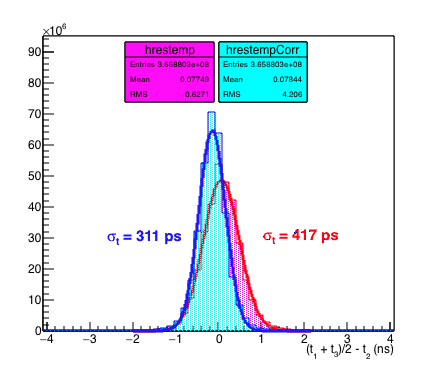 ×10⁶
hrestemp
Entries 3.658803e+08
Mean 0.07749
RMS 0.6271
hrestempCorr
Entries 3.658803e+08
Mean 0.07844
RMS 4.206
90
80
70
60
50
40
30
20
10
0
σt = 311 ps
σt = 417 ps
−4 −3 −2 −1 0 1 2 3 4
(t1 + t3)/2 - t2 (ns)